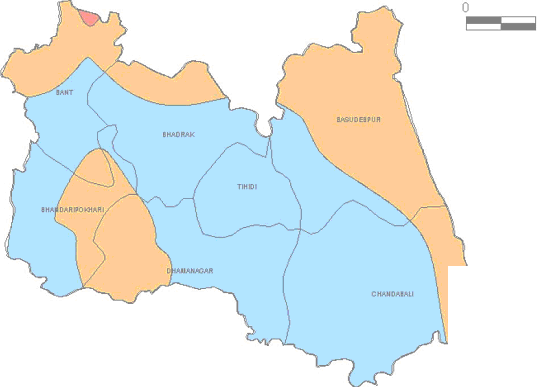 0
BANT
BHADRAK
BASUDEBPUR
TIHIDI
BHANDARIPOKHARI
DHAMANAGAR
CHANDABALI